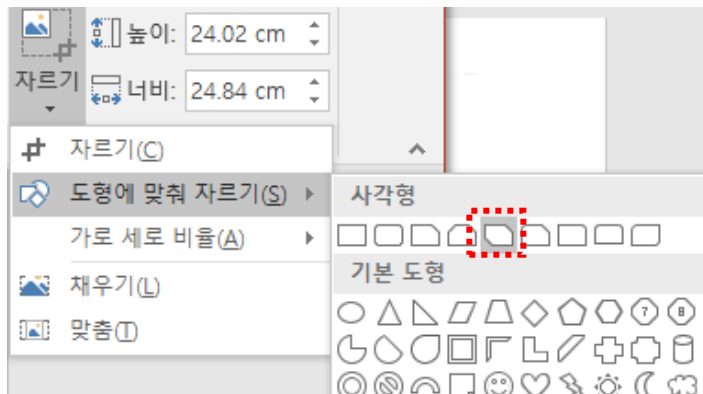 높이: 24.02 cm
자르기
너비: 24.84 cm
자르기(C)
도형에 맞춰 자르기(S)
가로 세로 비율(A)
채우기(L)
맞춤(T)
사각형
기본 도형
7 8